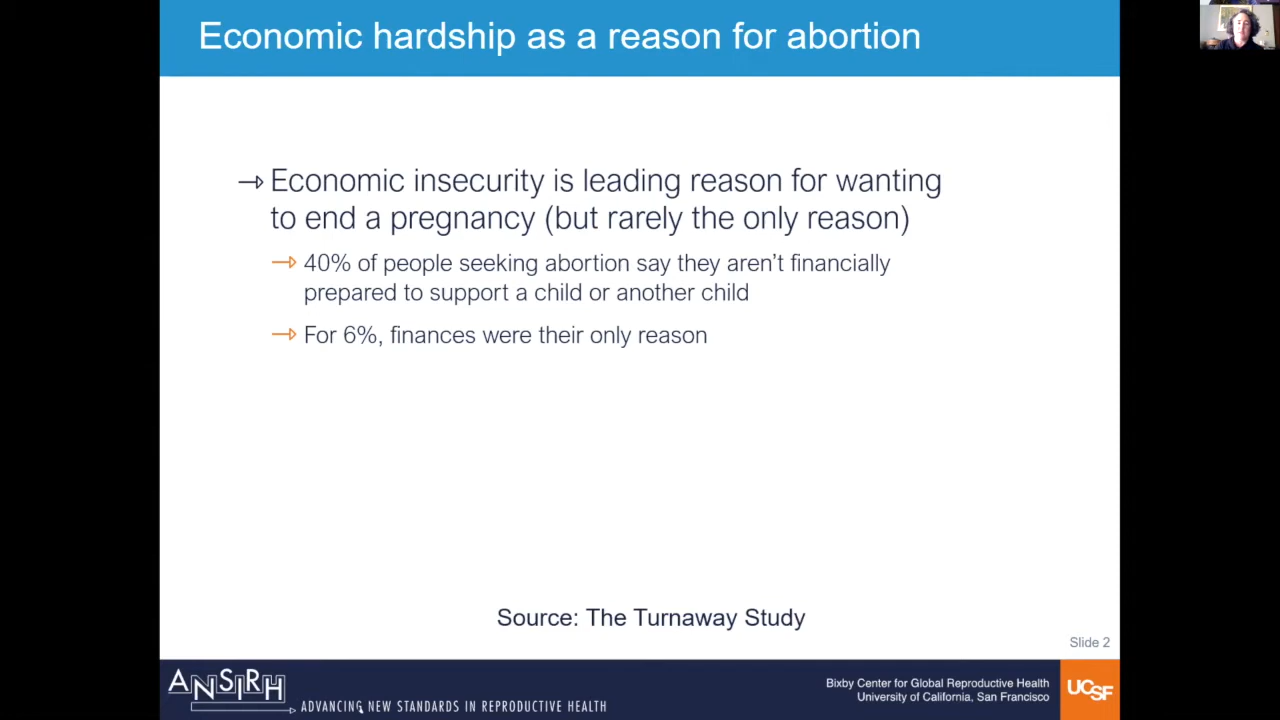 Economic hardship as a reason for abortion
Economic insecurity is leading reason for wanting
to end a pregnancy (but rarely the only reason)
40% of people seeking abortion say they aren't financially
prepared to support a child or another child
For 6%, finances were their only reason
Source: The Turnaway Study
Slide 2
ANSIRH
ADVANCING NEW STANDARDS IN REPRODUCTIVE HEALTH
Bixby Center for Global Reproductive Health
University of California, San Francisco
UCSF